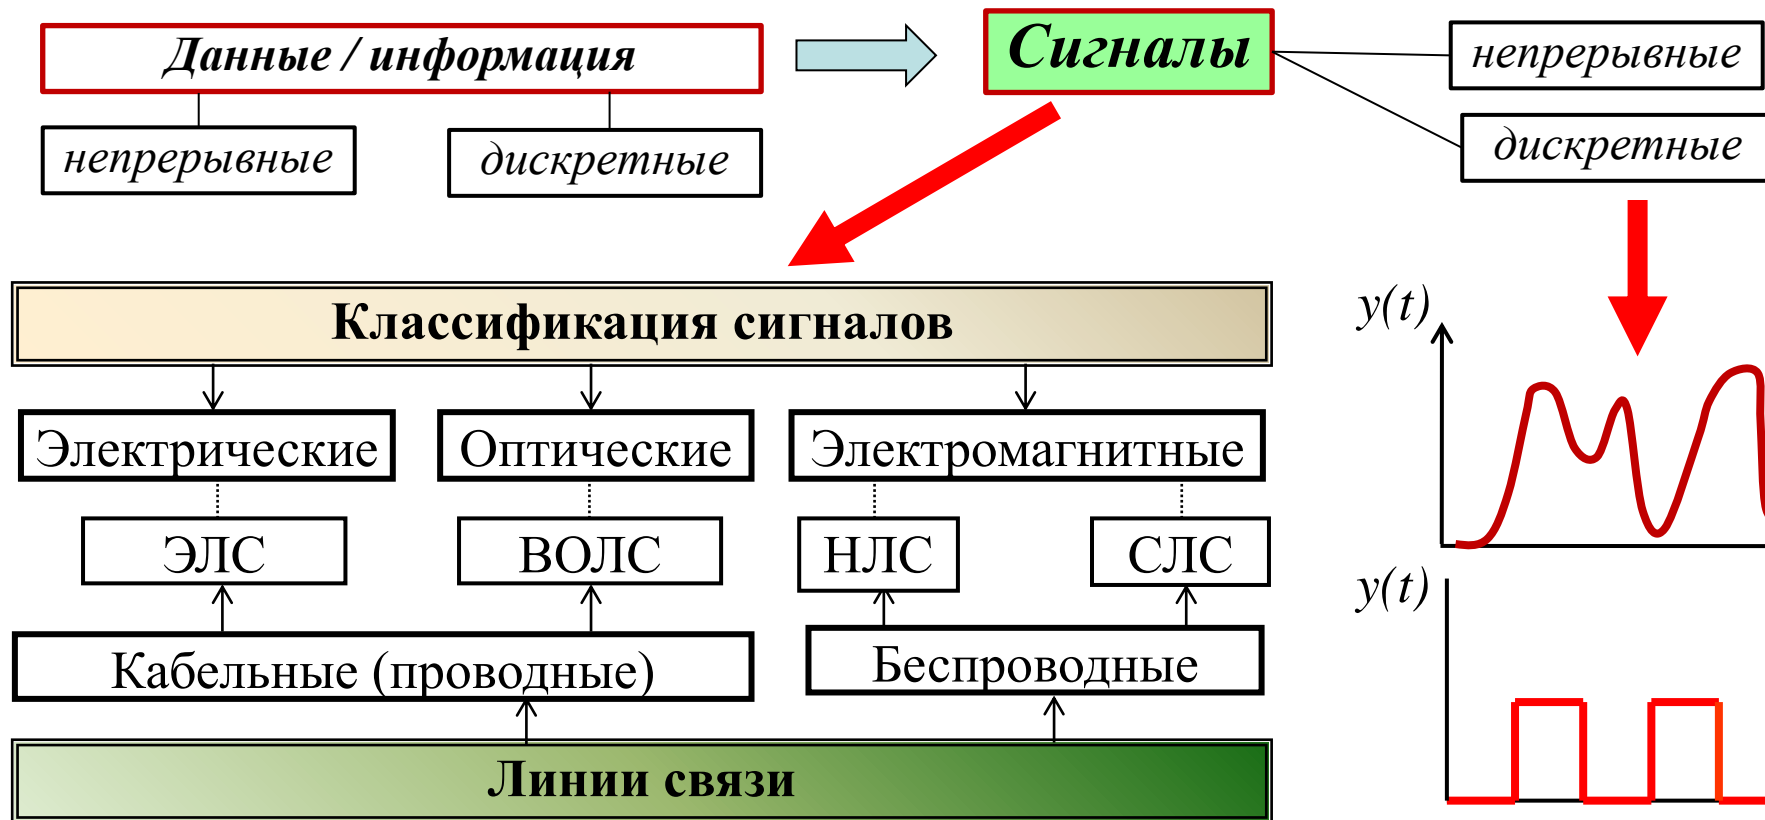 Данные / информация
Сигналы
непрерывные
непрерывные
дискретные
дискретные
Классификация сигналов
y(t)
Электрические
Оптические
Электромагнитные
ЭЛС
ВОЛС
НЛС
СЛС
y(t)
Кабельные (проводные)
Беспроводные
Линии связи